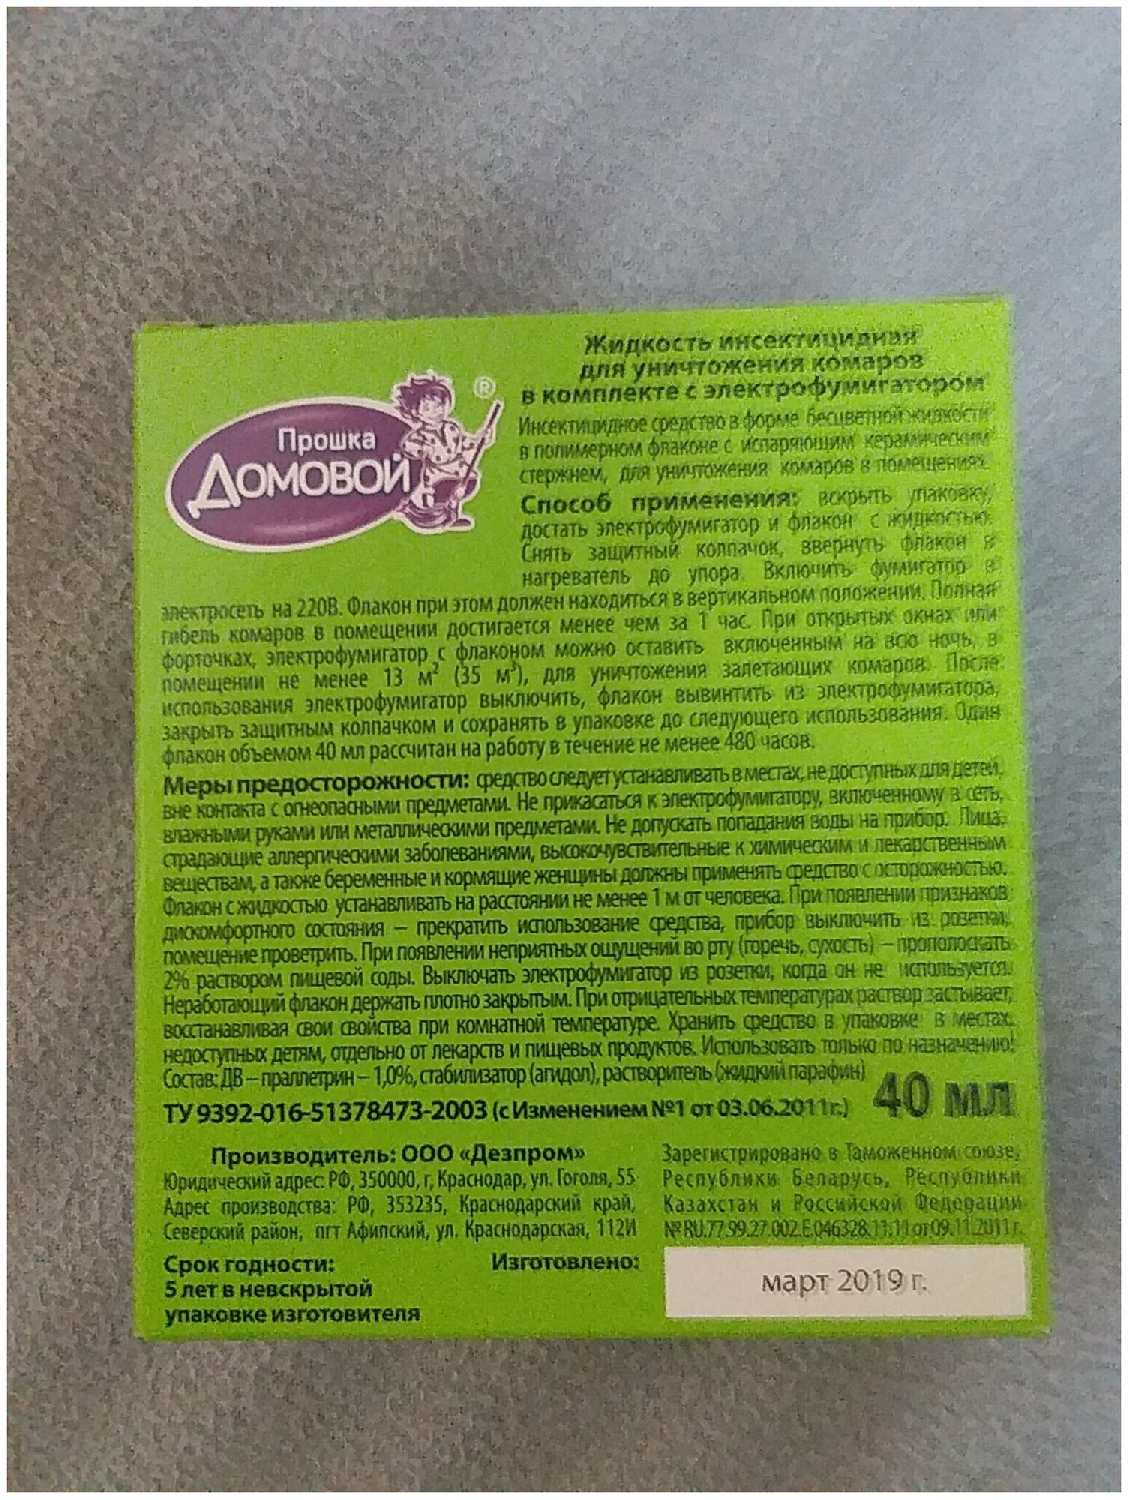 Прошка
ДОМОВОЙ
®
Жидкость инсектицидная
для уничтожения комаров
в комплекте с электрофумигатором
Инсектицидное средство в форме бесцветной жидкости
в полимерном флаконе с испаряющим керамическим
стержнем, для уничтожения комаров в помещениях.
Способ применения: вскрыть упаковку,
достать электрофумигатор и флакон с жидкостью.
Снять защитный колпачок, ввернуть флакон в
нагреватель до упора. Включить фумигатор в
электросеть на 220В. Флакон при этом должен находиться в вертикальном положении. Полная
гибель комаров в помещении достигается менее чем за 1 час. При открытых окнах или
форточках, электрофумигатор с флаконом можно оставить включенным на всю ночь, в
помещении не менее 13 м² (35 м³), для уничтожения залетающих комаров. После
использования электрофумигатор выключить, флакон вывинтить из электрофумигатора,
закрыть защитным колпачком и сохранять в упаковке до следующего использования. Один
флакон объемом 40 мл рассчитан на работу в течение не менее 480 часов.
Меры предосторожности: средство следует устанавливать в местах, не доступных для детей,
вне контакта с огнеопасными предметами. Не прикасаться к электрофумигатору, включенному в сеть,
влажными руками или металлическими предметами. Не допускать попадания воды на прибор. Лица,
страдающие аллергическими заболеваниями, высокочувствительные к химическим и лекарственным
веществам, а также беременные и кормящие женщины должны применять средство с осторожностью.
Флакон с жидкостью устанавливать на расстоянии не менее 1 м от человека. При появлении признаков
дискомфортного состояния – прекратить использование средства, прибор выключить из розетки,
помещение проветрить. При появлении неприятных ощущений во рту (горечь, сухость) – прополоскать
2% раствором пищевой соды. Выключать электрофумигатор из розетки, когда он не используется.
Неработающий флакон держать плотно закрытым. При отрицательных температурах раствор застывает,
восстанавливая свои свойства при комнатной температуре. Хранить средство в упаковке в местах,
недоступных детям, отдельно от лекарств и пищевых продуктов. Использовать только по назначению!
Состав: ДВ – праллетрин – 1,0%, стабилизатор (агидол), растворитель (жидкий парафин)
ТУ 9392-016-51378473-2003 (с Изменением №1 от 03.06.2011г.)
40 мл
Производитель: ООО «Дезпром»
Юридический адрес: РФ, 350000, г, Краснодар, ул. Гоголя, 55
Адрес производства: РФ, 353235, Краснодарский край,
Северский район, пгт Афипский, ул. Краснодарская, 112И
Зарегистрировано в Таможенном союзе,
Республики Беларусь, Республики
Казахстан и Российской Федерации
№ RU.77.99.27.002.Е.046328.11.11 от 09.11.2011 г.
Срок годности:
5 лет в невскрытой
упаковке изготовителя
Изготовлено:
март 2019 г.